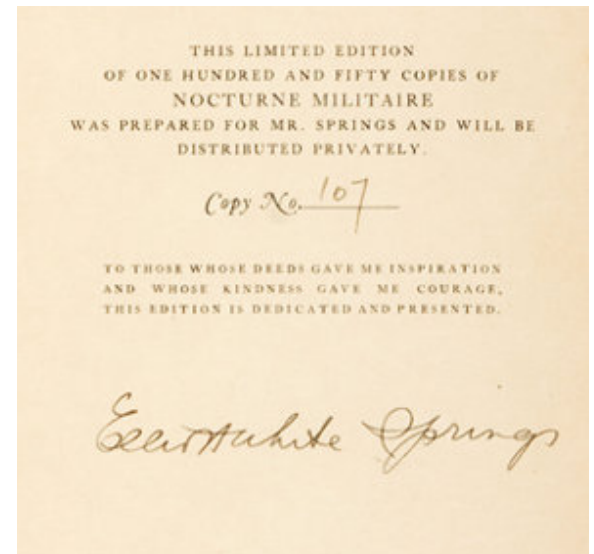 THIS LIMITED EDITION
OF ONE HUNDRED AND FIFTY COPIES OF
NOCTURNE MILITAIRE
WAS PREPARED FOR MR. SPRINGS AND WILL BE
DISTRIBUTED PRIVATELY.
Copy No. 107
TO THOSE WHOSE DEEDS GAVE ME INSPIRATION
AND WHOSE KINDNESS GAVE ME COURAGE,
THIS EDITION IS DEDICATED AND PRESENTED.
Elliott White Springs